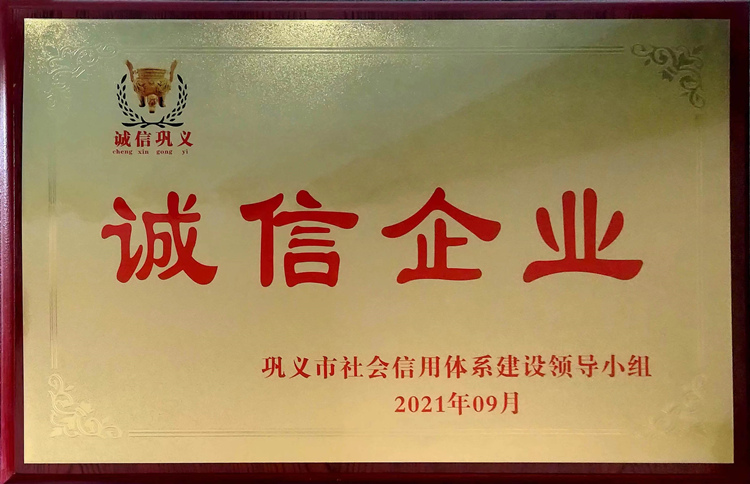 诚信巩义
cheng xin gong yi
诚信企业
巩义市社会信用体系建设领导小组
2021年09月